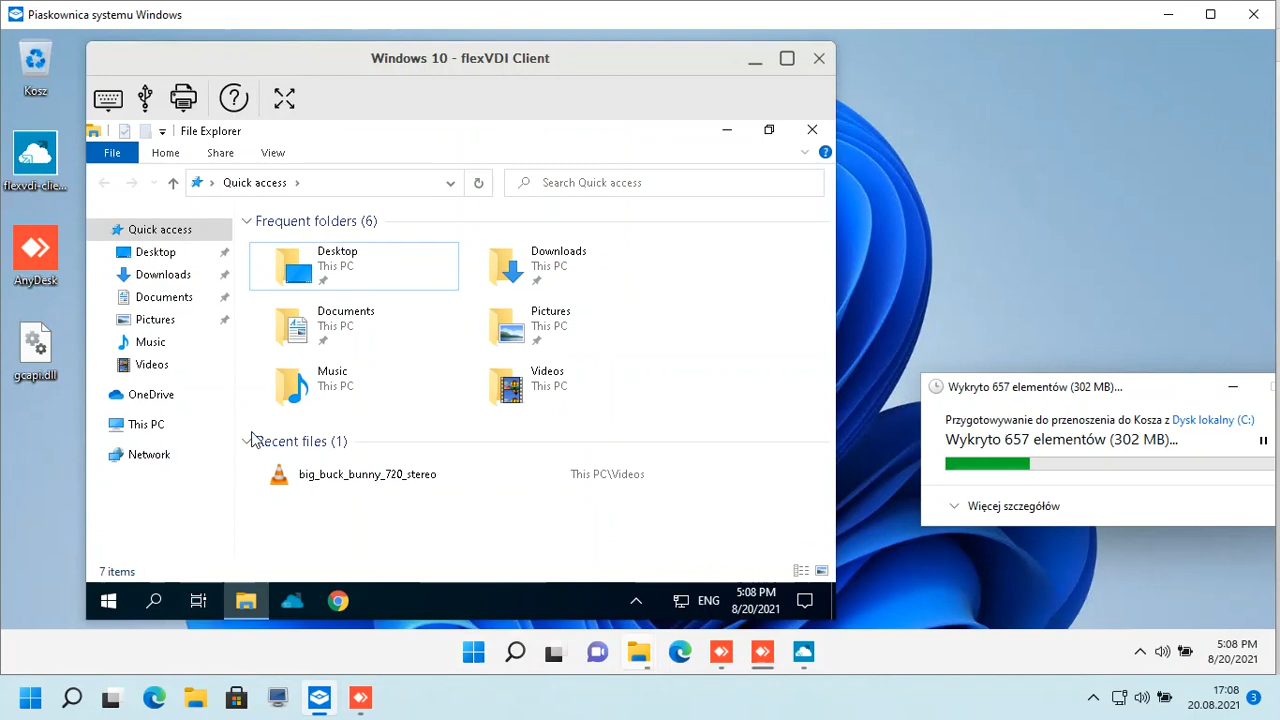 Piaskownica systemu Windows
Kosz
flexvdi-clie...
AnyDesk
gcapi.dll
Windows 10 - flexVDI Client
File Explorer
File Home Share View
Quick access
Search Quick access
Quick access
Desktop
Downloads
Documents
Pictures
Music
Videos
OneDrive
This PC
Network
Frequent folders (6)
Desktop
This PC
Downloads
This PC
Documents
This PC
Pictures
This PC
Music
This PC
Videos
This PC
Recent files (1)
big_buck_bunny_720_stereo This PC\Videos
7 items
ENG
5:08 PM
8/20/2021
Wykryto 657 elementów (302 MB)...
Przygotowywanie do przenoszenia do Kosza z Dysk lokalny (C:)
Wykryto 657 elementów (302 MB)...
Więcej szczegółów
5:08 PM
8/20/2021
17:08
20.08.2021
3